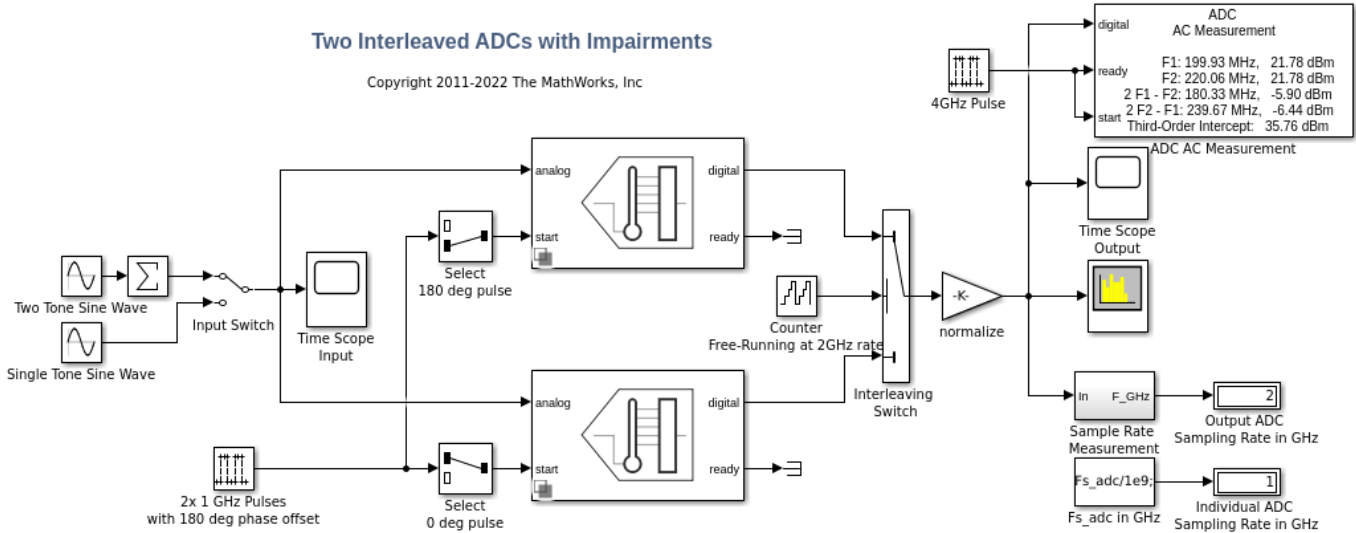 Two Interleaved ADCs with Impairments
Copyright 2011-2022 The MathWorks, Inc
4GHz Pulse
digital
ready
start
ADC
AC Measurement
F1: 199.93 MHz, 21.78 dBm
F2: 220.06 MHz, 21.78 dBm
2 F1 - F2: 180.33 MHz, -5.90 dBm
2 F2 - F1: 239.67 MHz, -6.44 dBm
Third-Order Intercept: 35.76 dBm
ADC AC Measurement
analog
start
digital
ready
Select
180 deg pulse
Two Tone Sine Wave
Single Tone Sine Wave
Input Switch
Time Scope
Input
Counter
Free-Running at 2GHz rate
Interleaving
Switch
-K-
normalize
Time Scope
Output
analog
start
digital
ready
2x 1 GHz Pulses
with 180 deg phase offset
Select
0 deg pulse
In
F_GHz
Sample Rate
Measurement
2
Output ADC
Sampling Rate in GHz
Fs_adc/1e9;
Fs_adc in GHz
1
Individual ADC
Sampling Rate in GHz